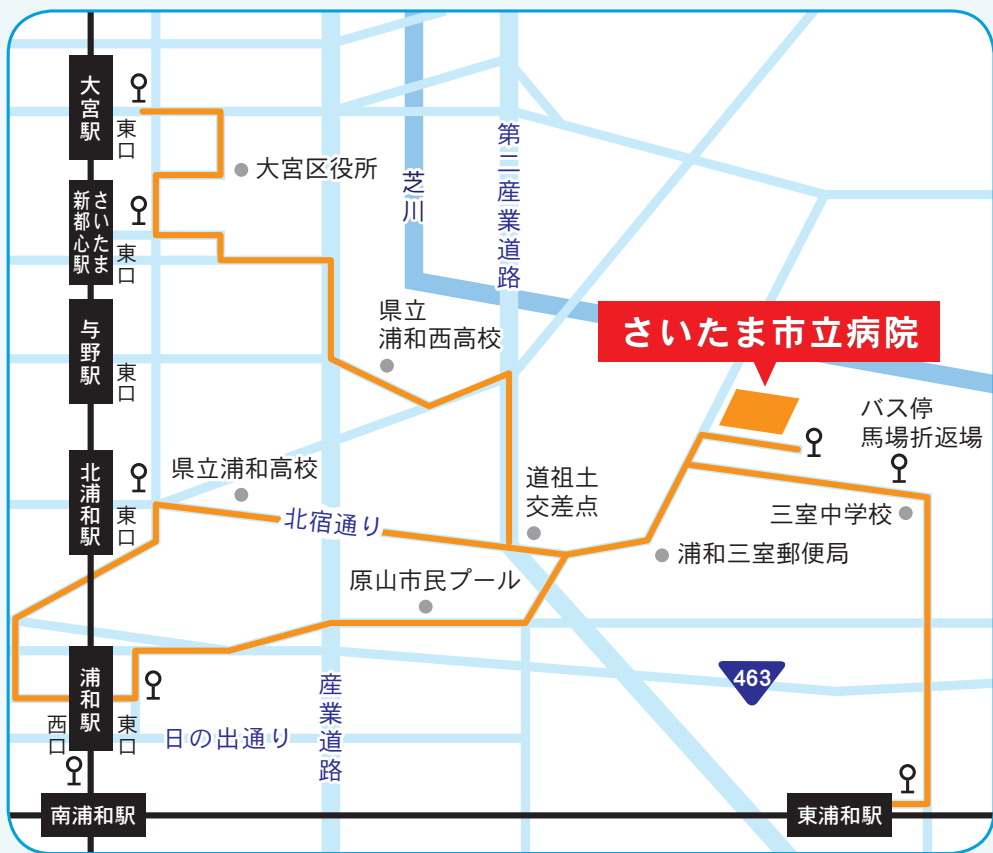 大宮駅
東口
大宮区役所
さいたま
新都心駅
東口
芝川
第二産業道路
与野駅
東口
県立
浦和西高校
さいたま市立病院
バス停
馬場折返場
北浦和駅
東口
県立浦和高校
北宿通り
道祖土
交差点
三室中学校
浦和三室郵便局
原山市民プール
浦和駅
西口
東口
日の出通り
産業道路
463
南浦和駅
東浦和駅